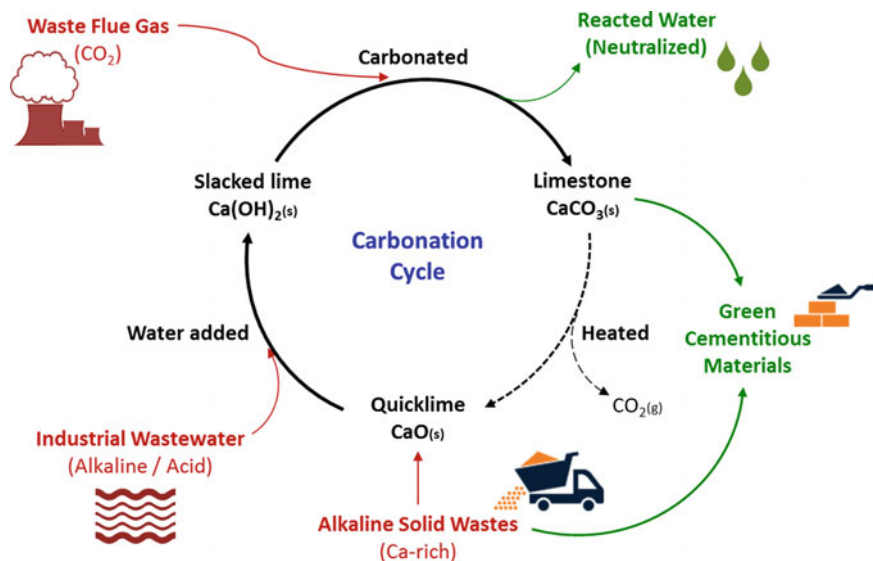 Waste Flue Gas
(CO₂)
Carbonated
Reacted Water
(Neutralized)
Slacked lime
Ca(OH)₂(s)
Limestone
CaCO₃(s)
Carbonation
Cycle
Water added
Heated
Green
Cementitious
Materials
Quicklime
CaO(s)
CO₂(g)
Industrial Wastewater
(Alkaline / Acid)
Alkaline Solid Wastes
(Ca-rich)